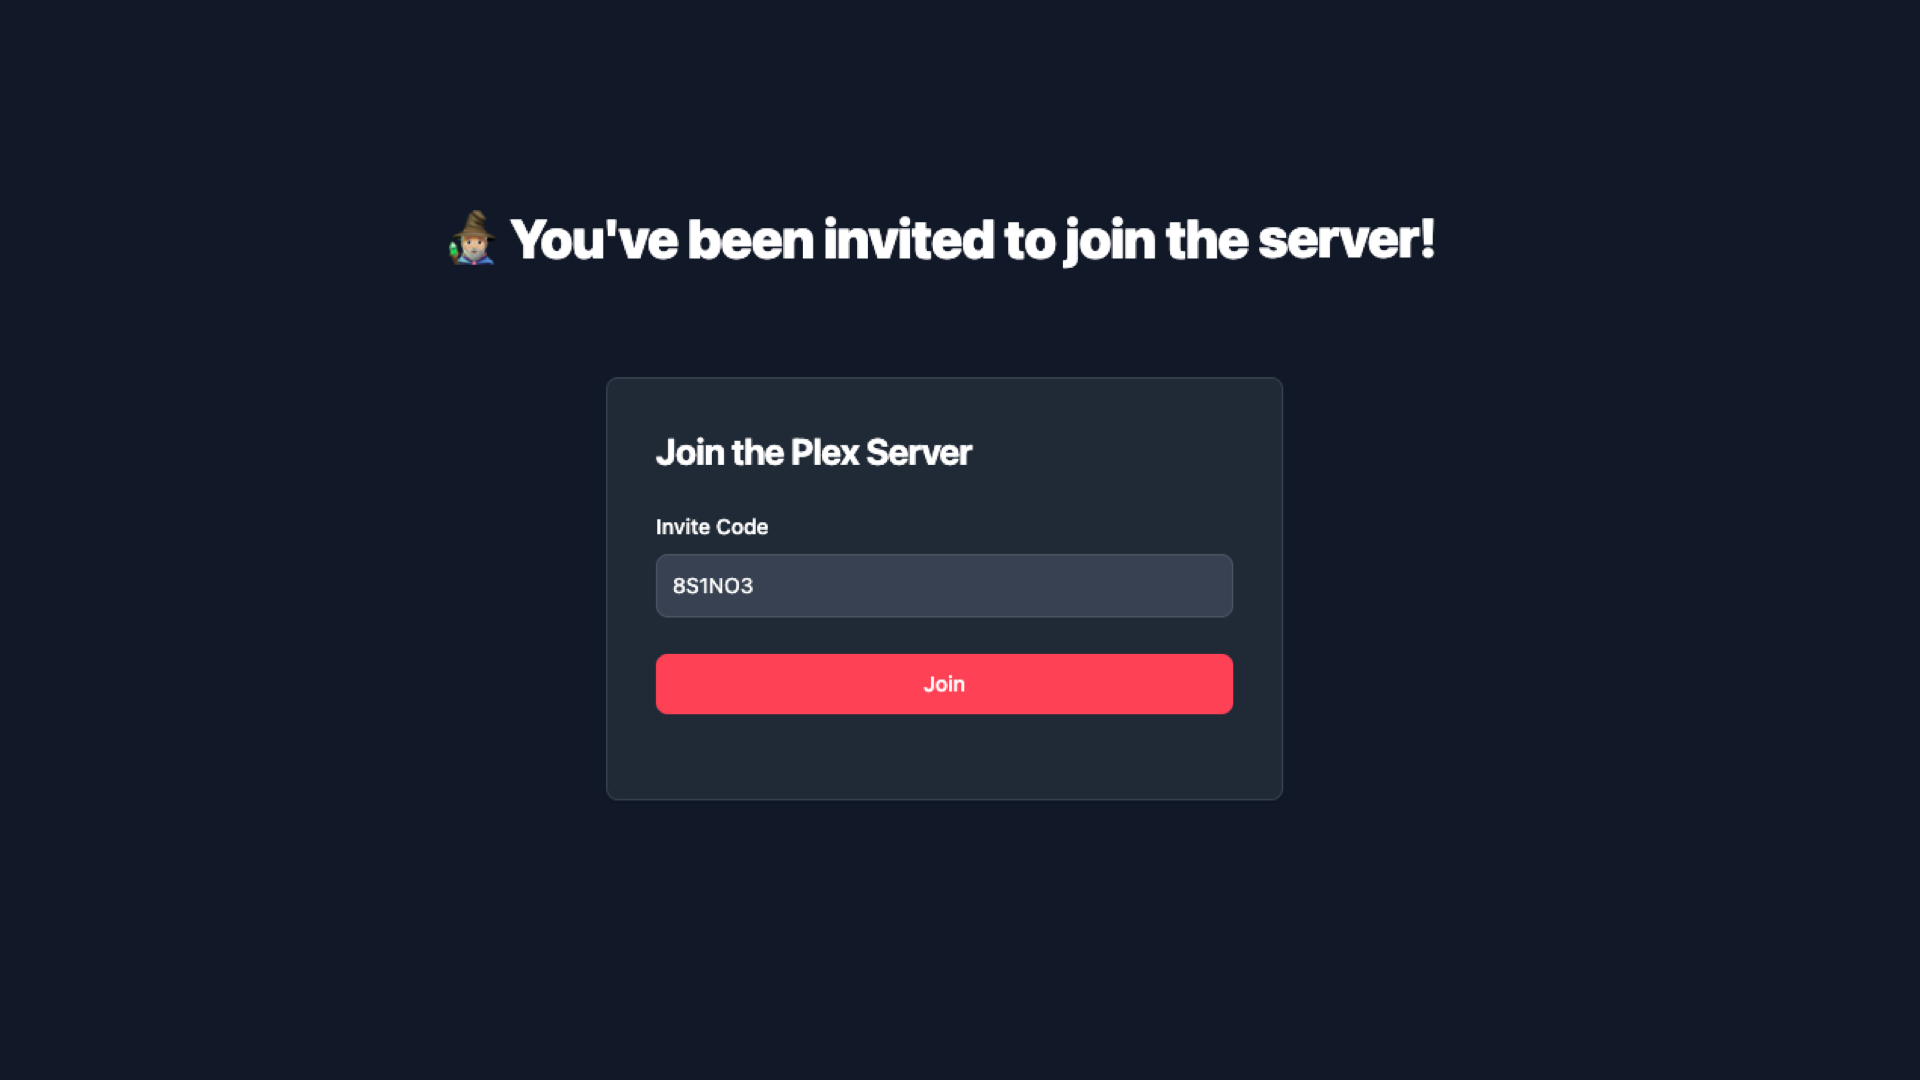 You've been invited to join the server!
Join the Plex Server
Invite Code
8S1NO3
Join